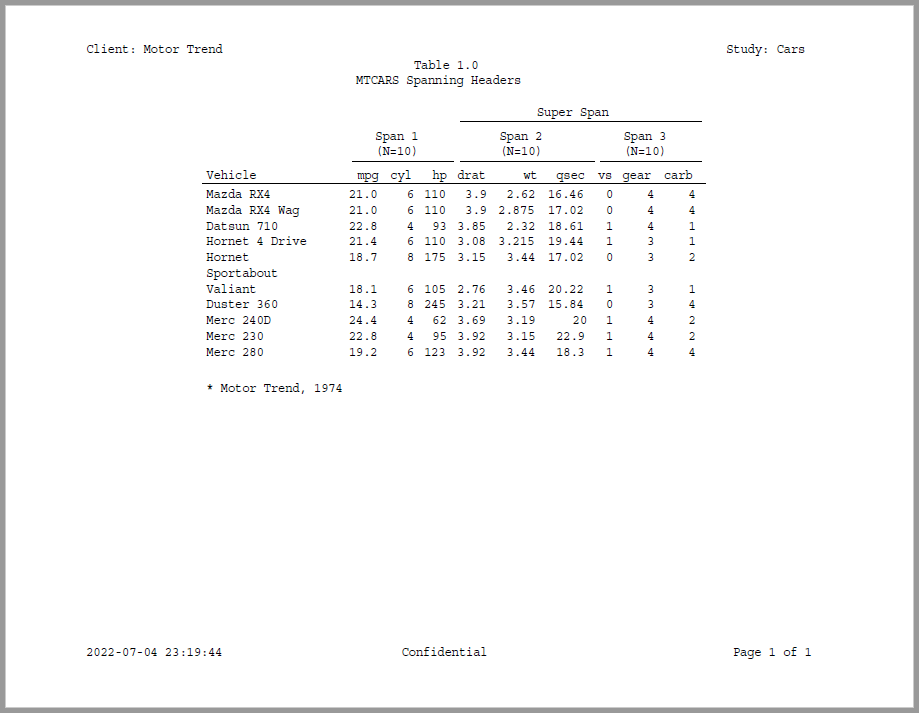 Client: Motor Trend Study: Cars
Table 1.0
MTCARS Spanning Headers
Super Span
Span 1 Span 2 Span 3
(N=10) (N=10) (N=10)
Vehicle mpg cyl hp drat wt qsec vs gear carb
Mazda RX4 21.0 6 110 3.9 2.62 16.46 0 4 4
Mazda RX4 Wag 21.0 6 110 3.9 2.875 17.02 0 4 4
Datsun 710 22.8 4 93 3.85 2.32 18.61 1 4 1
Hornet 4 Drive 21.4 6 110 3.08 3.215 19.44 1 3 1
Hornet 18.7 8 175 3.15 3.44 17.02 0 3 2
Sportabout
Valiant 18.1 6 105 2.76 3.46 20.22 1 3 1
Duster 360 14.3 8 245 3.21 3.57 15.84 0 3 4
Merc 240D 24.4 4 62 3.69 3.19 20 1 4 2
Merc 230 22.8 4 95 3.92 3.15 22.9 1 4 2
Merc 280 19.2 6 123 3.92 3.44 18.3 1 4 4
* Motor Trend, 1974
2022-07-04 23:19:44 Confidential Page 1 of 1